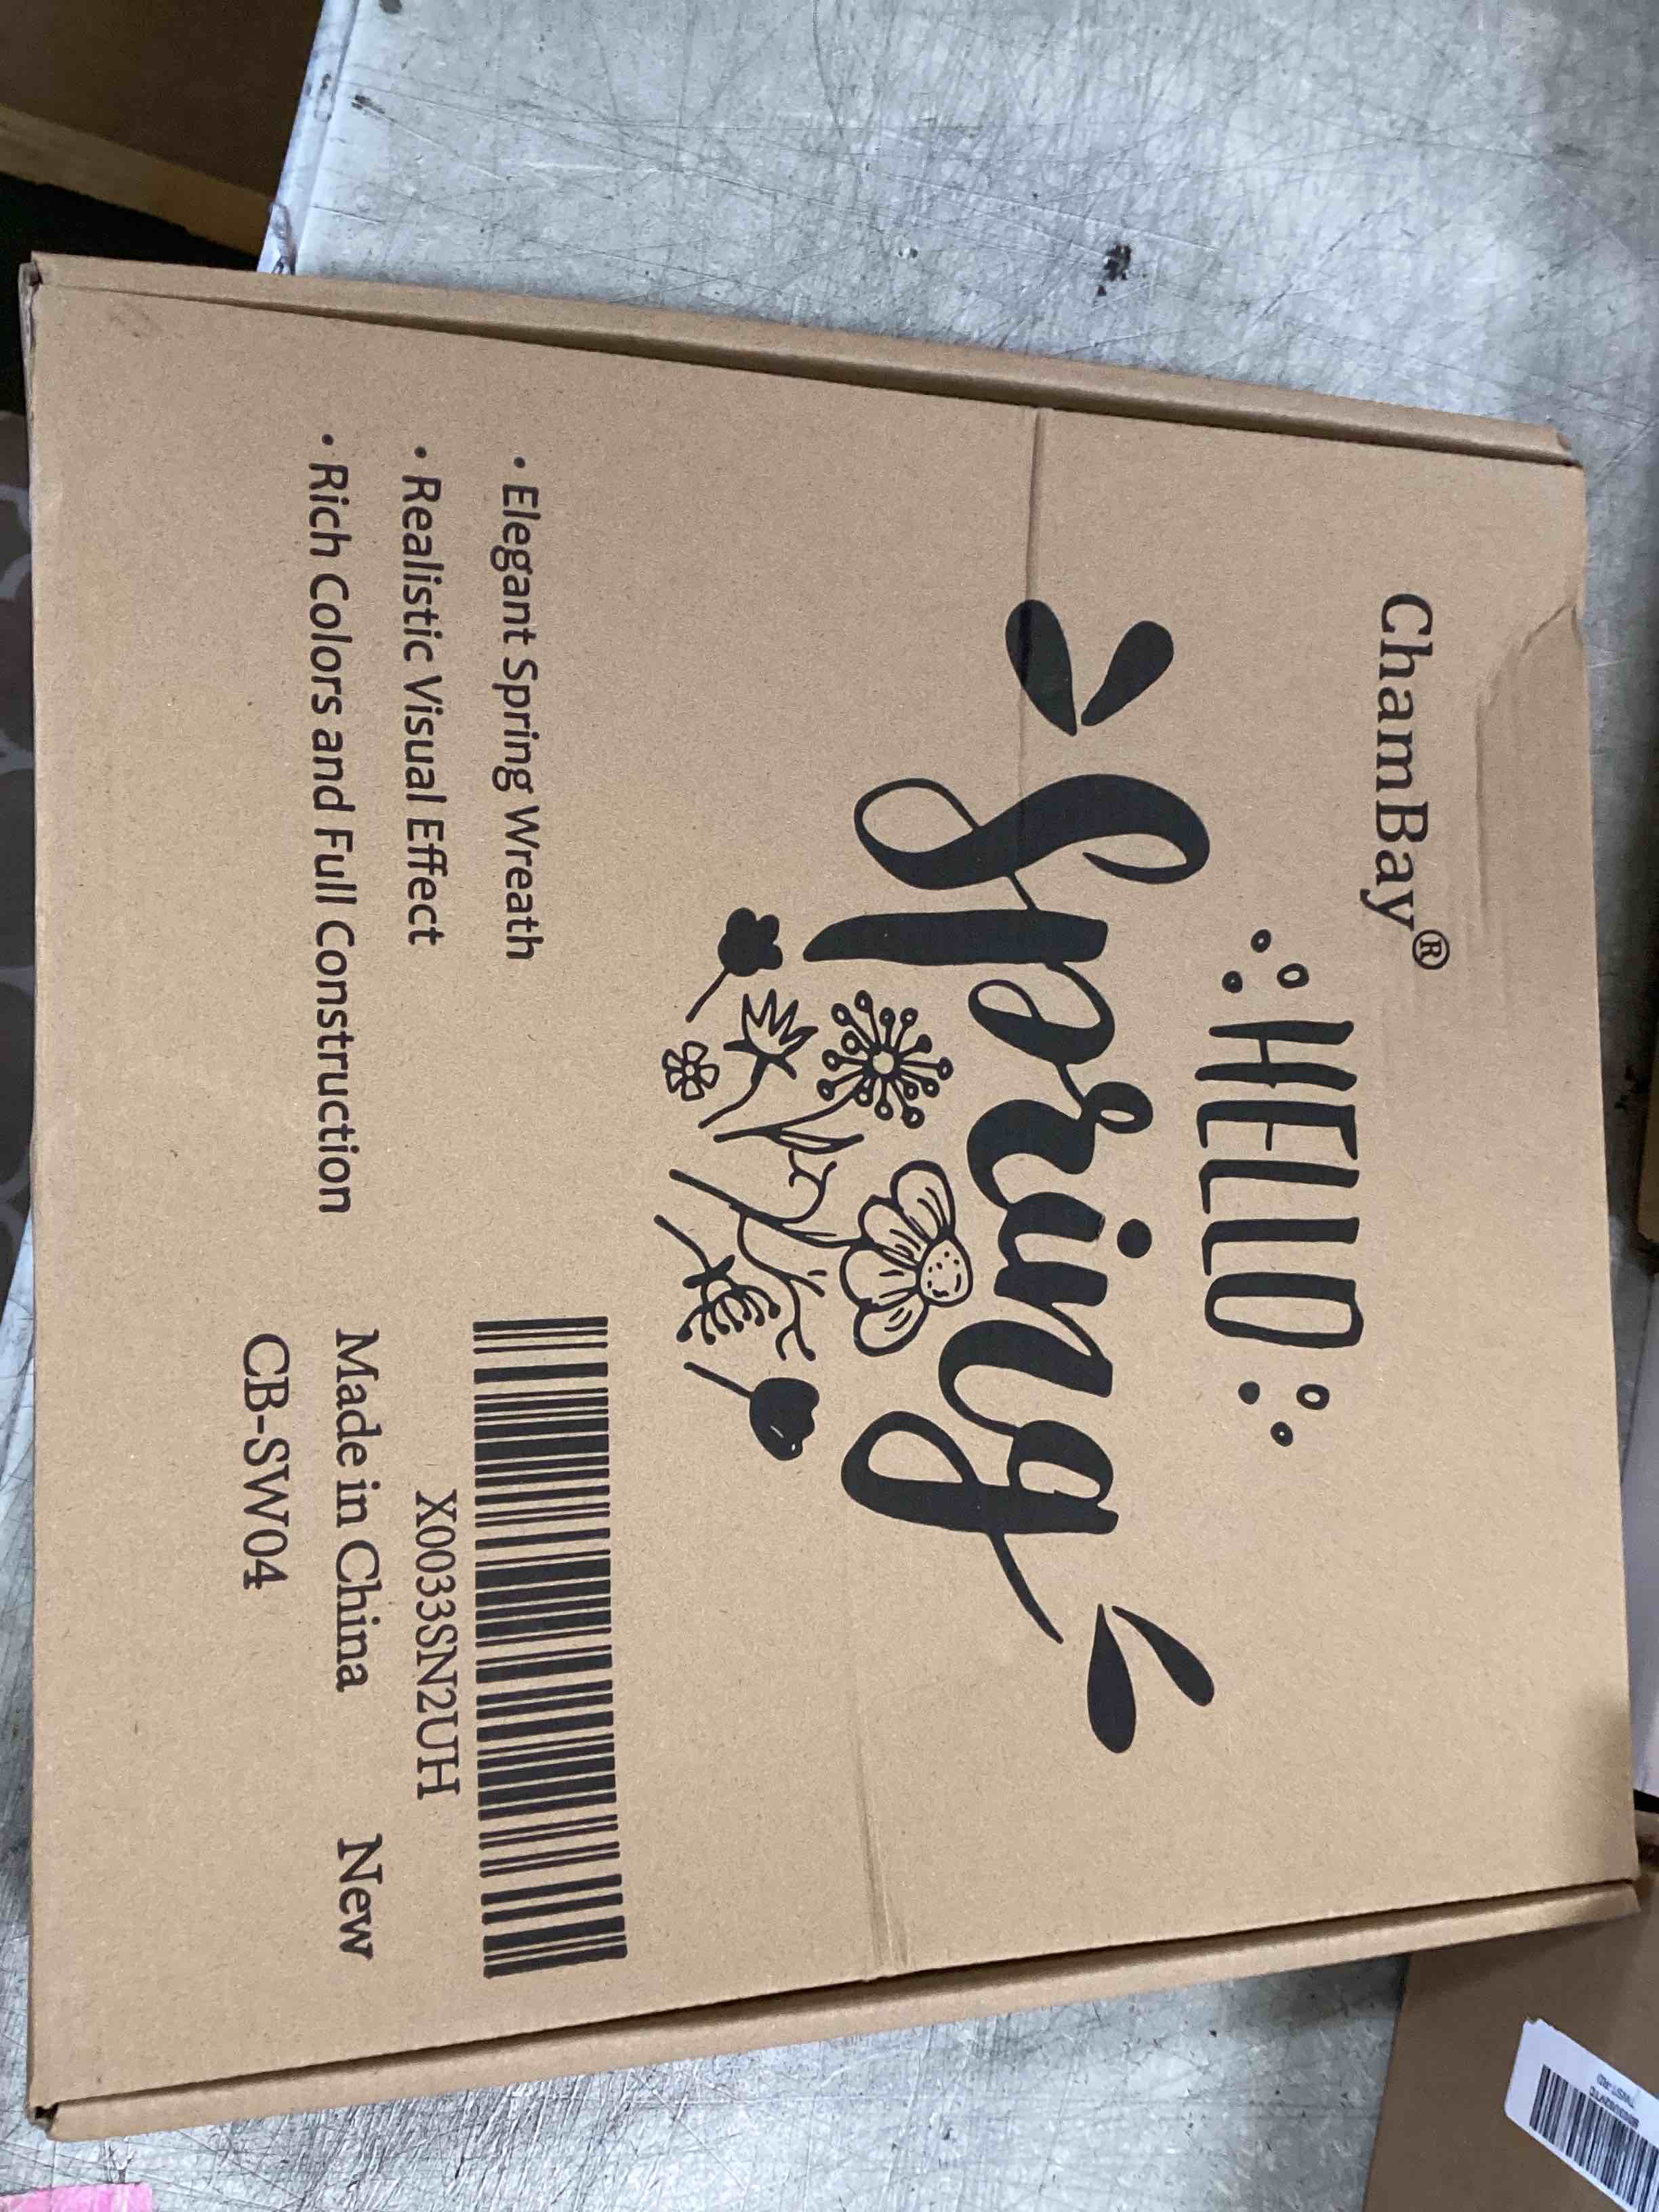 ChamBay®
HELLO
Spring
• Elegant Spring Wreath
• Realistic Visual Effect
• Rich Colors and Full Construction
X0033SN2UH
Made in China New
CB-SW04